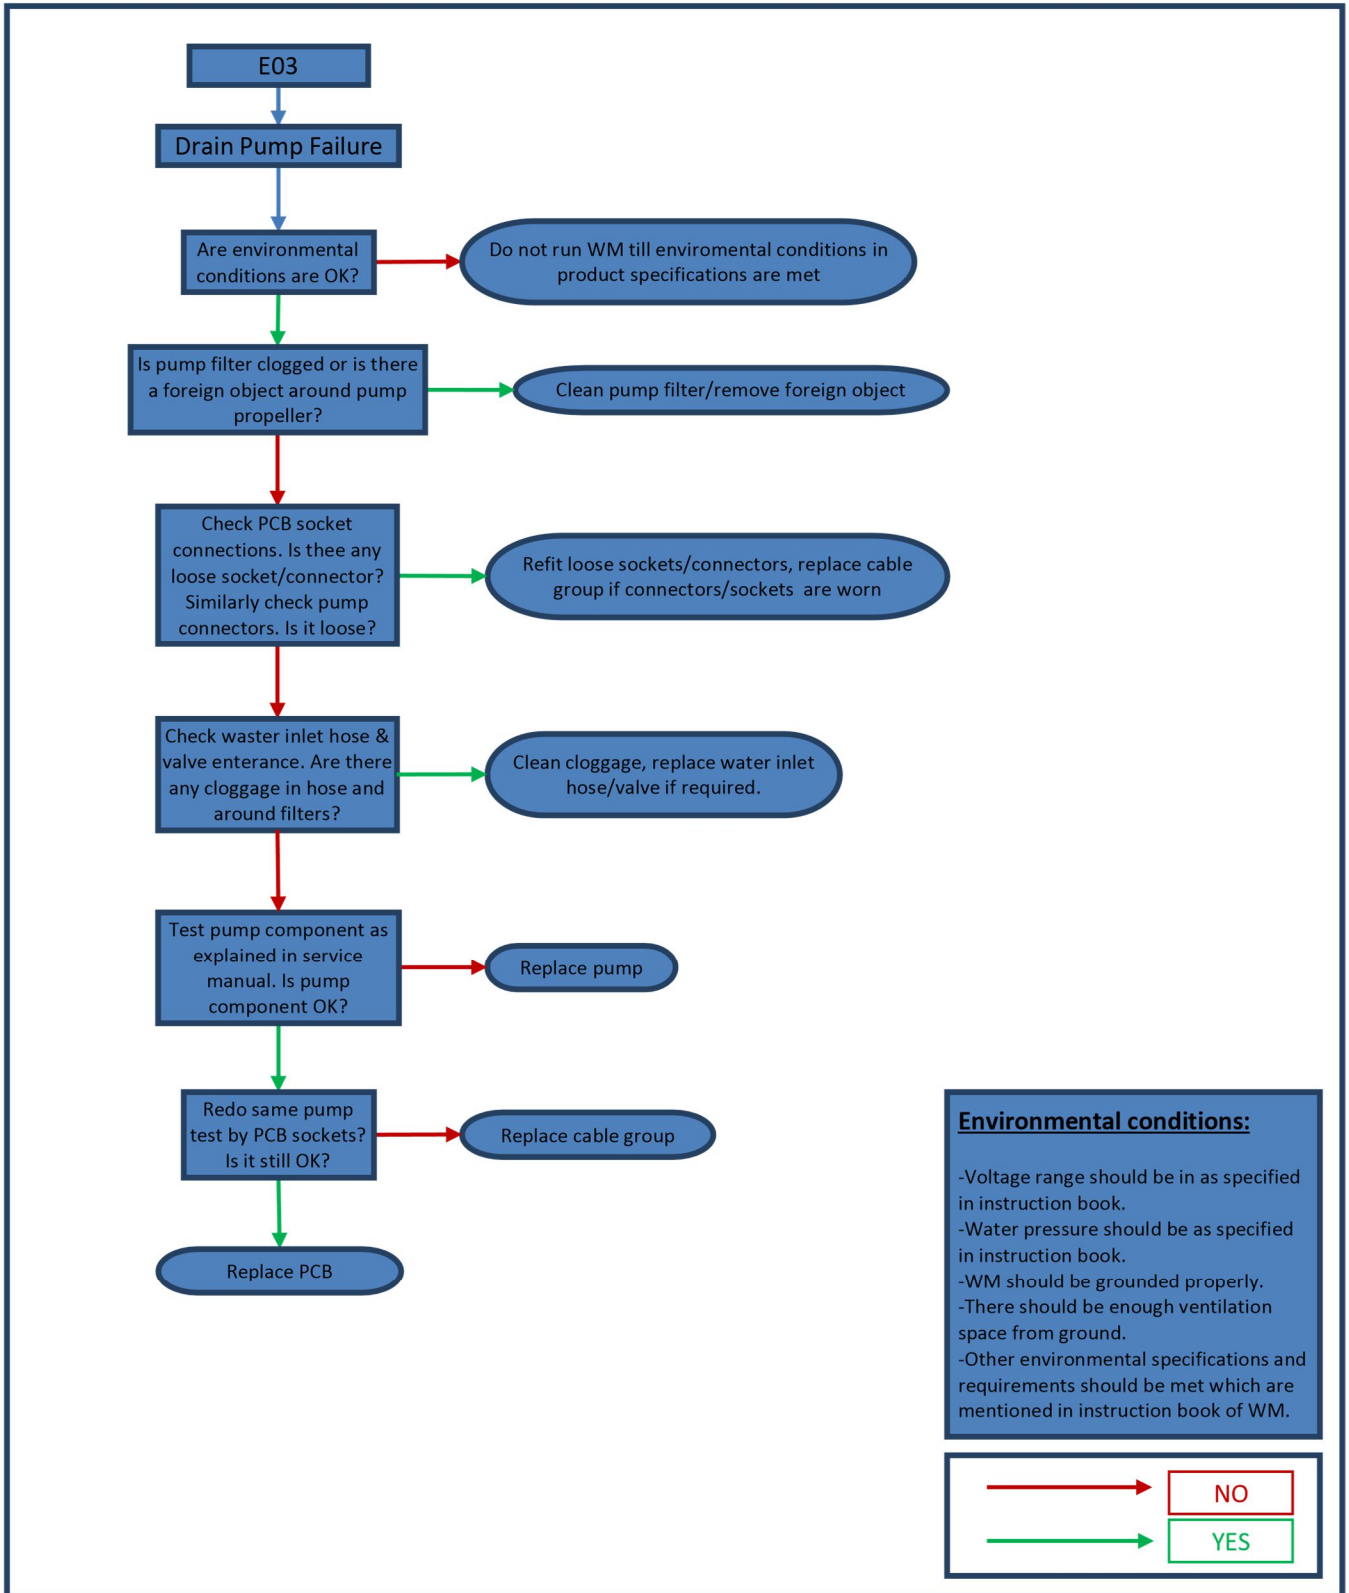 E03
Drain Pump Failure
Are environmental
conditions are OK?
Do not run WM till enviromental conditions in
product specifications are met
Is pump filter clogged or is there
a foreign object around pump
propeller?
Clean pump filter/remove foreign object
Check PCB socket
connections. Is thee any
loose socket/connector?
Similarly check pump
connectors. Is it loose?
Refit loose sockets/connectors, replace cable
group if connectors/sockets  are worn
Check waster inlet hose &
valve enterance. Are there
any cloggage in hose and
around filters?
Clean cloggage, replace water inlet
hose/valve if required.
Test pump component as
explained in service
manual. Is pump
component OK?
Replace pump
Redo same pump
test by PCB sockets?
Is it still OK?
Replace cable group
Replace PCB
Environmental conditions:
-Voltage range should be in as specified
in instruction book.
-Water pressure should be as specified
in instruction book.
-WM should be grounded properly.
-There should be enough ventilation
space from ground.
-Other environmental specifications and
requirements should be met which are
mentioned in instruction book of WM.
NO
YES